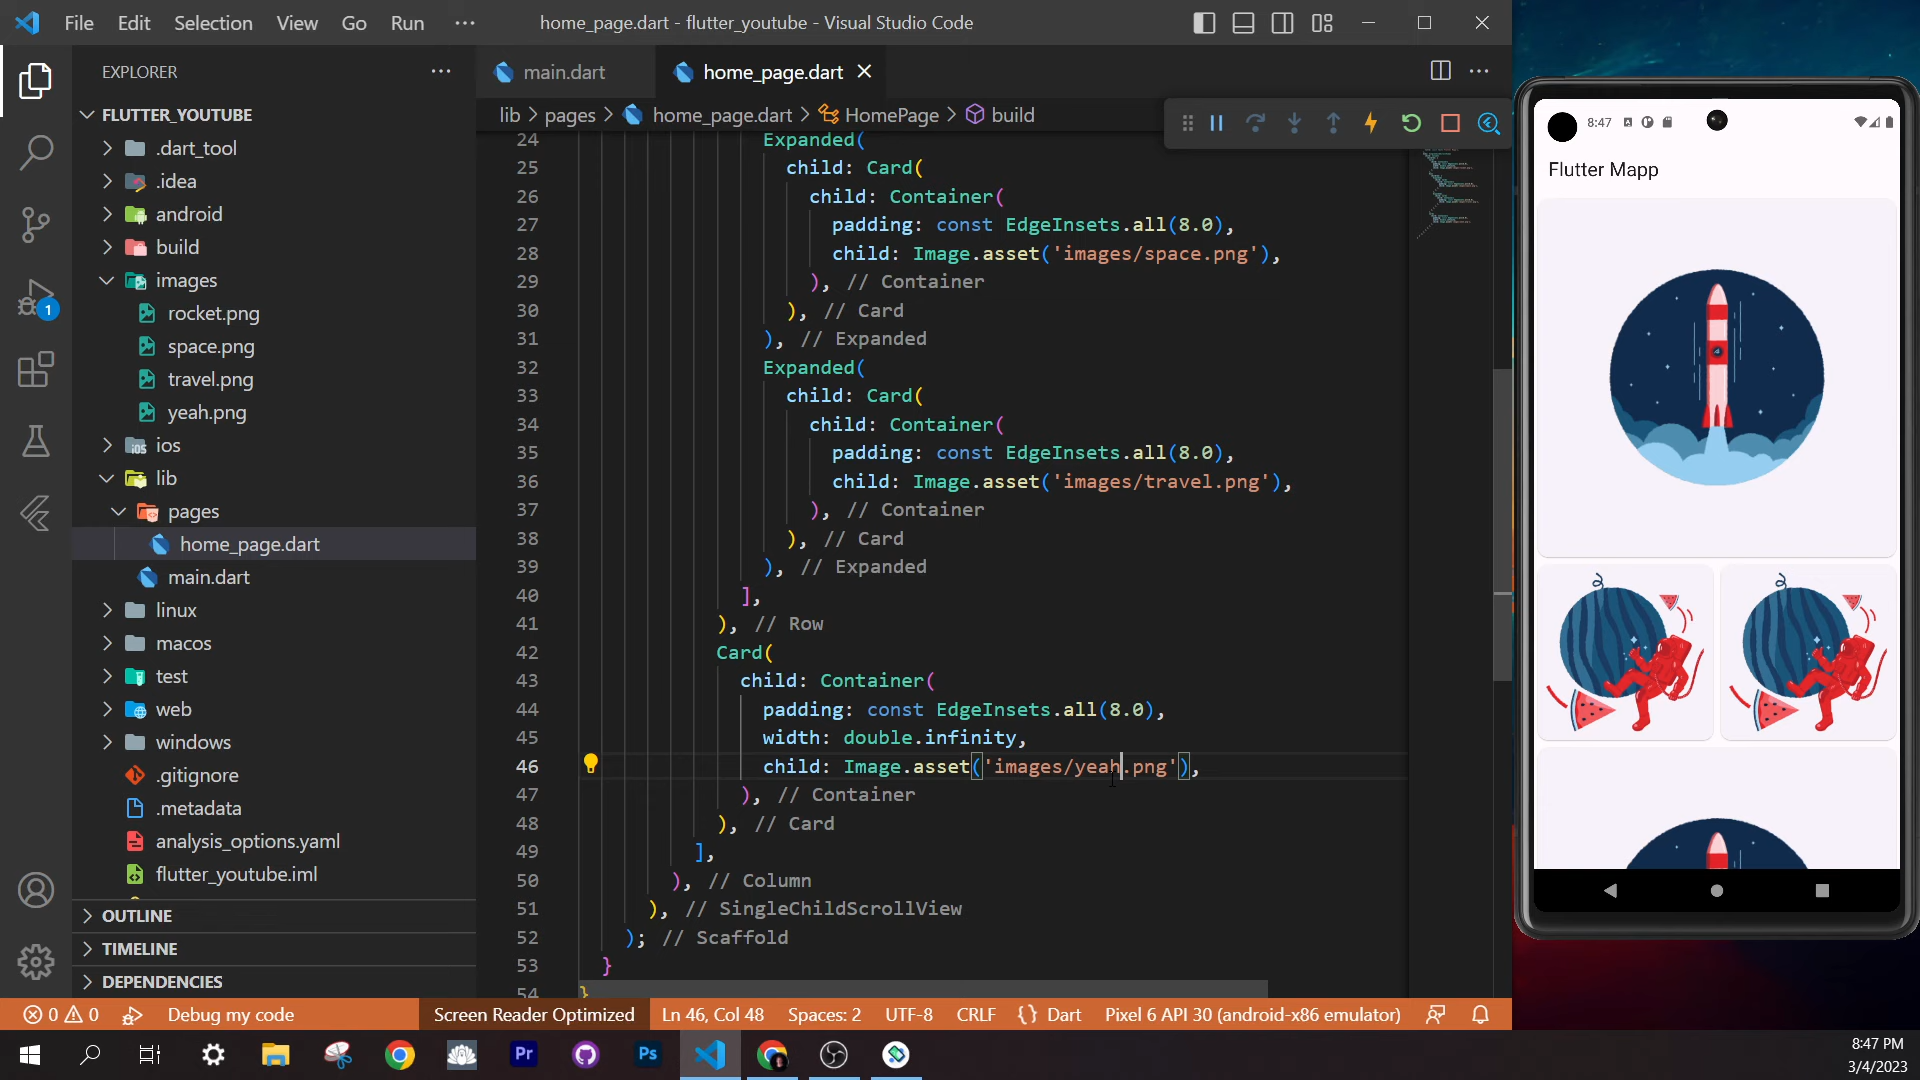 File Edit Selection View Go Run ···
home_page.dart - flutter_youtube - Visual Studio Code
EXPLORER
FLUTTER_YOUTUBE
.dart_tool
.idea
android
build
images
rocket.png
space.png
travel.png
yeah.png
ios
lib
pages
home_page.dart
main.dart
linux
macos
test
web
windows
.gitignore
.metadata
analysis_options.yaml
flutter_youtube.iml
OUTLINE
TIMELINE
DEPENDENCIES
1
main.dart
home_page.dart
lib > pages > home_page.dart > HomePage > build
24 Expanded(
25 child: Card(
26 child: Container(
27 padding: const EdgeInsets.all(8.0),
28 child: Image.asset('images/space.png'),
29 ), // Container
30 ), // Card
31 ), // Expanded
32 Expanded(
33 child: Card(
34 child: Container(
35 padding: const EdgeInsets.all(8.0),
36 child: Image.asset('images/travel.png'),
37 ), // Container
38 ), // Card
39 ), // Expanded
40 ],
41 ), // Row
42 Card(
43 child: Container(
44 padding: const EdgeInsets.all(8.0),
45 width: double.infinity,
46 child: Image.asset('images/yeah.png'),
47 ), // Container
48 ), // Card
49 ],
50 ), // Column
51 ), // SingleChildScrollView
52 ); // Scaffold
53 }
54 }
0 0 Debug my code Screen Reader Optimized Ln 46, Col 48 Spaces: 2 UTF-8 CRLF {} Dart Pixel 6 API 30 (android-x86 emulator)
8:47
Flutter Mapp
Pr
Ps
8:47 PM
3/4/2023